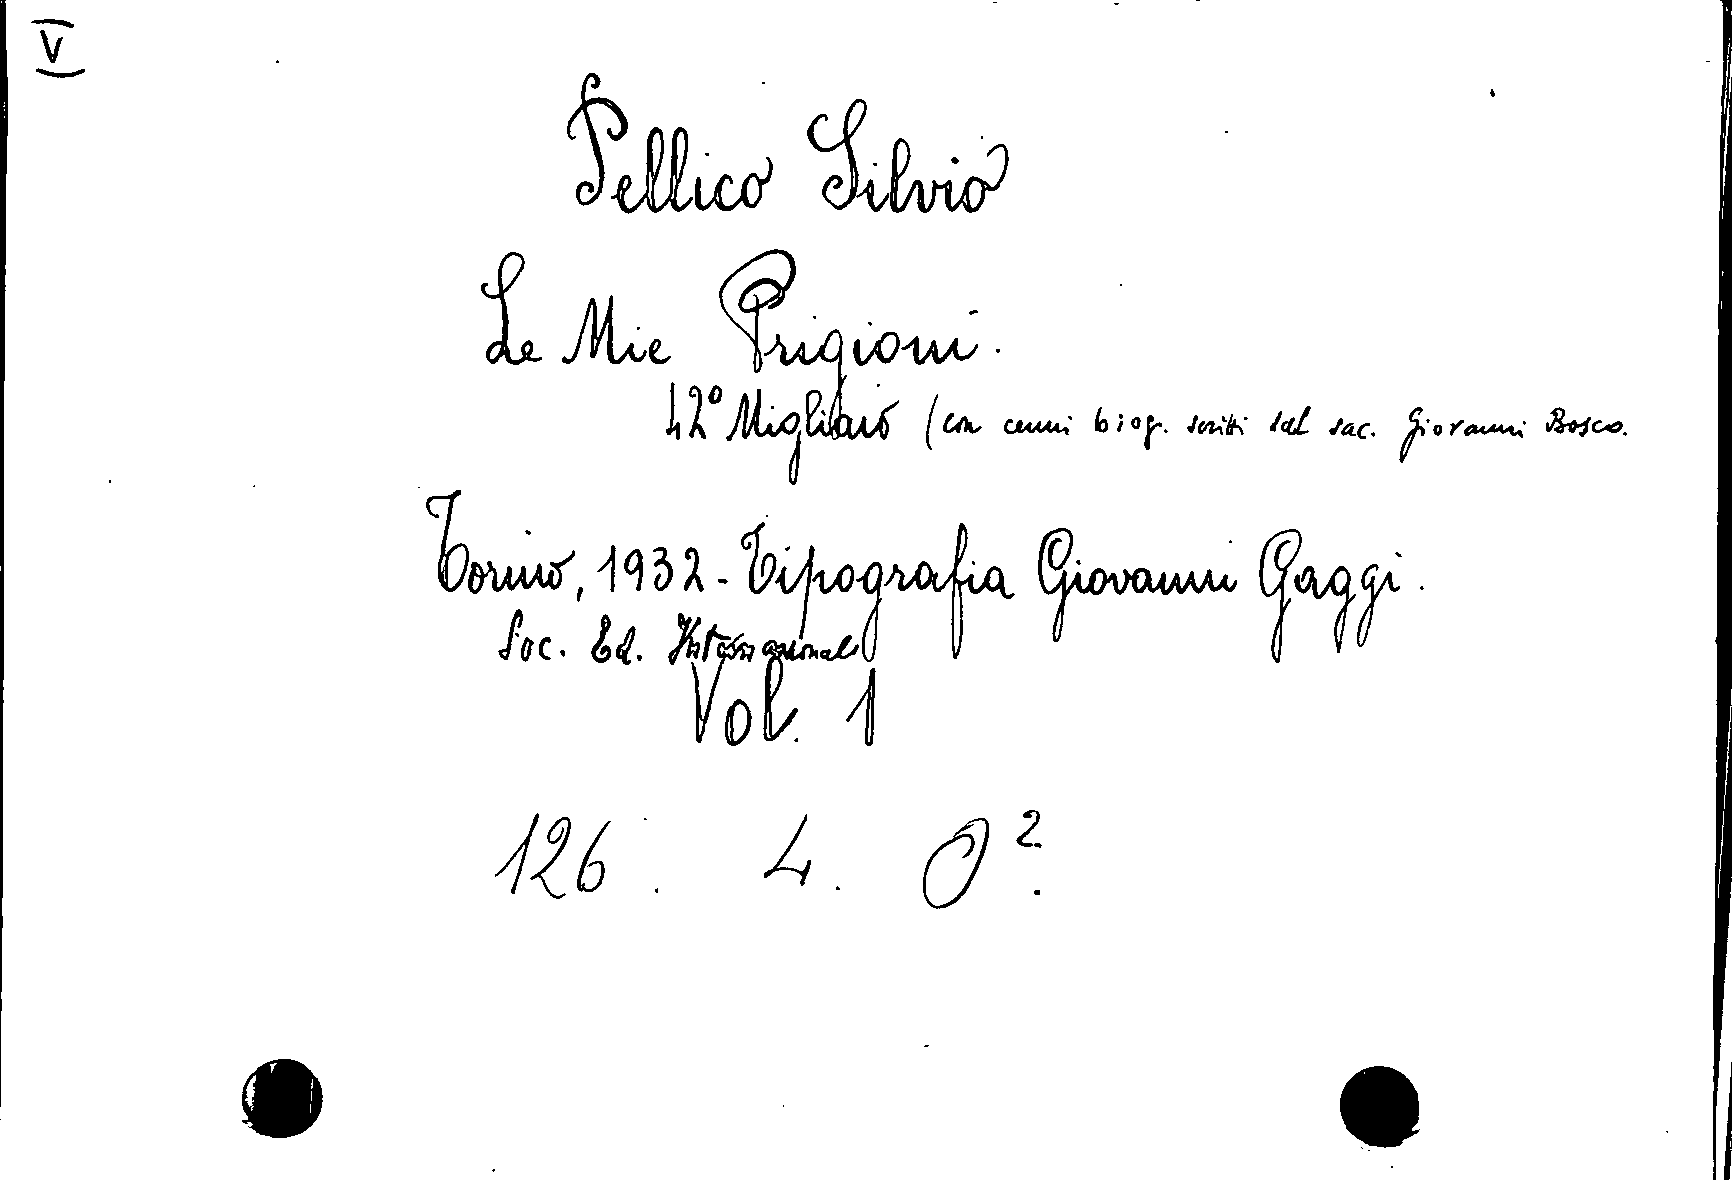 V
Pellico Silvio
Le Mie Prigioni.
42° Migliaio (con cenni biogr. scritti dal sac. Giovanni Bosco.
Torino, 1932 - Tipografia Giovanni Gaggi.
Soc. Ed. Internazionale
Vol. 1
126. 4. O².